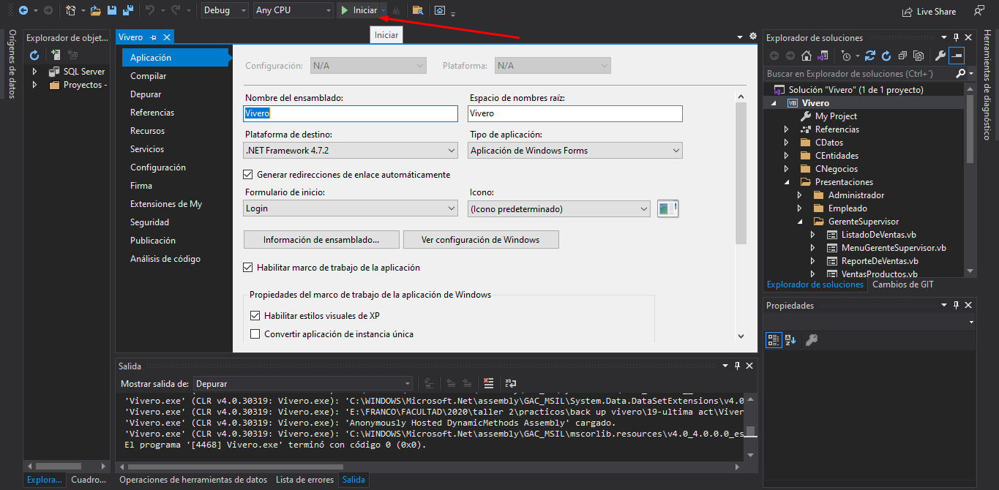 Debug
Any CPU
Iniciar
Live Share
Iniciar
Orígenes de datos
Explorador de objet...
SQL Server
Proyectos -
Explora...
Cuadro...
Vivero
Aplicación
Compilar
Depurar
Referencias
Recursos
Servicios
Configuración
Firma
Extensiones de My
Seguridad
Publicación
Análisis de código
Configuración:
N/A
Plataforma:
N/A
Nombre del ensamblado:
Espacio de nombres raíz:
Vivero
Vivero
Plataforma de destino:
Tipo de aplicación:
.NET Framework 4.7.2
Aplicación de Windows Forms
Generar redirecciones de enlace automáticamente
Formulario de inicio:
Icono:
Login
(Icono predeterminado)
Información de ensamblado...
Ver configuración de Windows
Habilitar marco de trabajo de la aplicación
Propiedades del marco de trabajo de la aplicación de Windows
Habilitar estilos visuales de XP
Convertir aplicación de instancia única
Salida
Mostrar salida de:
Depurar
'Vivero.exe' (CLR v4.0.30319: Vivero.exe): 'C:\WINDOWS\Microsoft.Net\assembly\GAC_MSIL\System.Data.DataSetExtensions\v4.0
'Vivero.exe' (CLR v4.0.30319: Vivero.exe): 'E:\FRANCO\FACULTAD\2020\taller 2\practicos\back up vivero\19-ultima act\Viver
'Vivero.exe' (CLR v4.0.30319: Vivero.exe): 'Anonymously Hosted DynamicMethods Assembly' cargado.
'Vivero.exe' (CLR v4.0.30319: Vivero.exe): 'C:\WINDOWS\Microsoft.Net\assembly\GAC_MSIL\mscorlib.resources\v4.0_4.0.0.0_es
El programa '[4468] Vivero.exe' terminó con código 0 (0x0).
Operaciones de herramientas de datos
Lista de errores
Salida
Explorador de soluciones
Buscar en Explorador de soluciones (Ctrl+´)
Solución "Vivero" (1 de 1 proyecto)
VB Vivero
My Project
Referencias
CDatos
CEntidades
CNegocios
Presentaciones
Administrador
Empleado
GerenteSupervisor
ListadoDeVentas.vb
MenuGerenteSupervisor.vb
ReporteDeVentas.vb
VentasProductos.vb
Explorador de soluciones
Cambios de GIT
Propiedades
Herramientas de diagnóstico